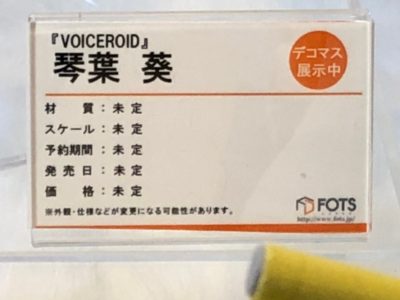 『VOICEROID』
琴葉 葵
デコマス
展示中
材質：未定
スケール：未定
予約期間：未定
発売日：未定
価格：未定
※外観・仕様などが変更になる可能性があります。
FOTS
http://www.fots.jp/